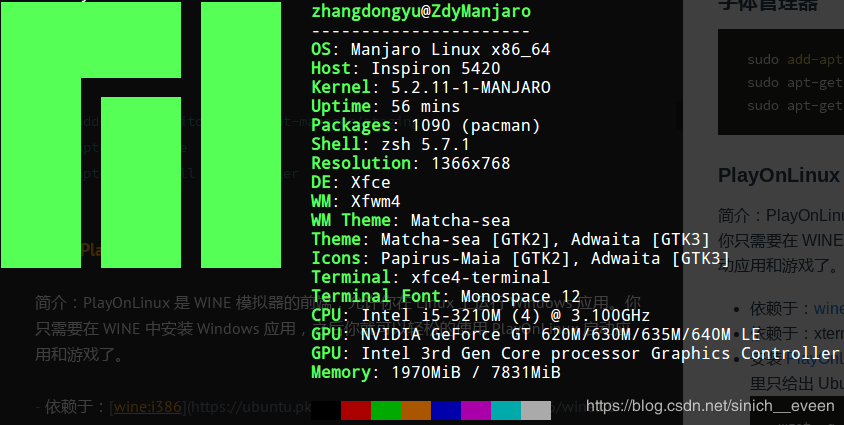 zhangdongyu@ZdyManjaro
----------------------
OS: Manjaro Linux x86_64
Host: Inspiron 5420
Kernel: 5.2.11-1-MANJARO
Uptime: 56 mins
Packages: 1090 (pacman)
Shell: zsh 5.7.1
Resolution: 1366x768
DE: Xfce
WM: Xfwm4
WM Theme: Matcha-sea
Theme: Matcha-sea [GTK2], Adwaita [GTK3]
Icons: Papirus-Maia [GTK2], Adwaita [GTK3]
Terminal: xfce4-terminal
Terminal Font: Monospace 12
CPU: Intel i5-3210M (4) @ 3.100GHz
GPU: NVIDIA GeForce GT 620M/630M/635M/640M LE
GPU: Intel 3rd Gen Core processor Graphics Controller
Memory: 1970MiB / 7831MiB
简介：PlayOnLinux 是 WINE 模拟器的前端
应用。你
只需要在 WINE 中安装 Windows 应用，
用和游戏了。
- 依赖于：[wine:i386](https://ubuntu.pk
字体管理器
sudo add-apt
sudo apt-get
sudo apt-get
PlayOnLinux
简介：PlayOnLinu
你只需要在 WINE
动应用和游戏了。
• 依赖于：wine
依赖于：xterm
安装 PlayOnL
里只给出 Ubu
https://blog.csdn.net/sinich__eveen